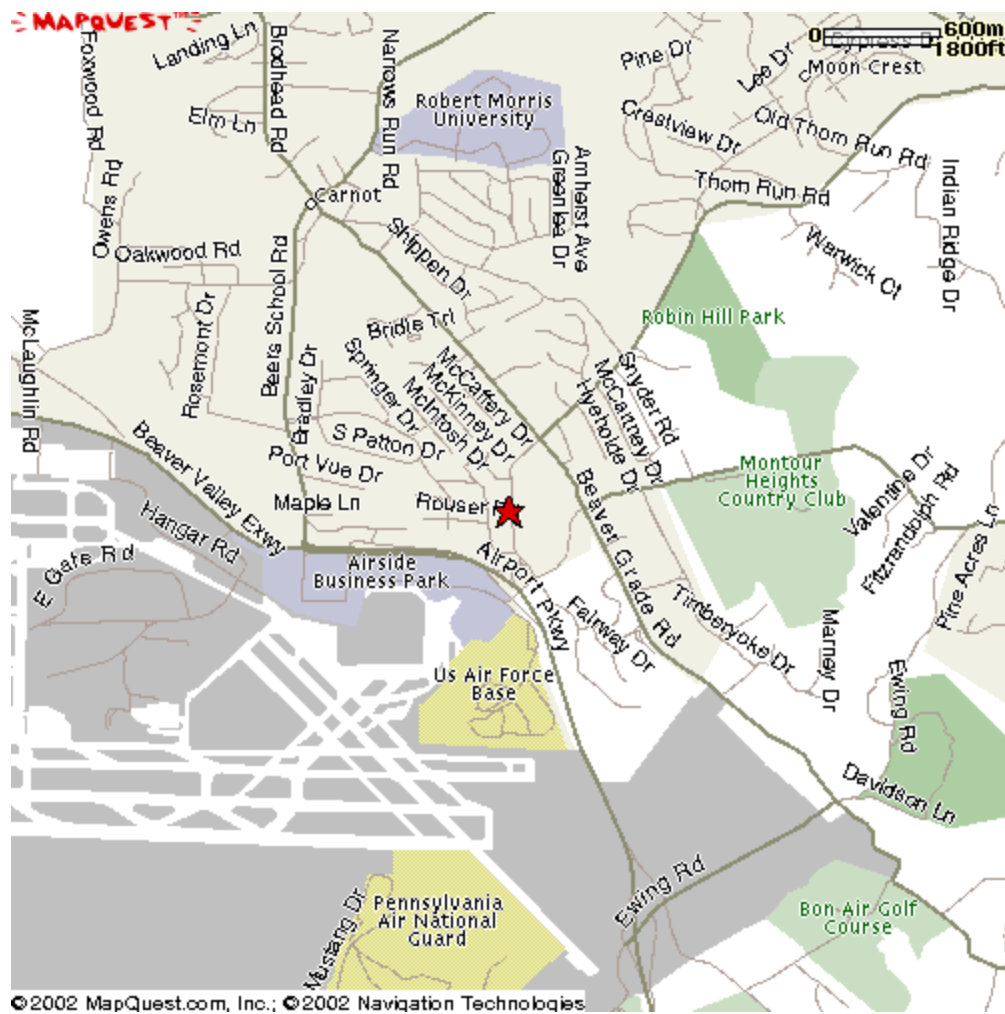 MAPQUEST
0 600m
1800ft
Landing Ln
Foxwood Rd
Brodhead Rd
Narrows Run Rd
Pine Dr
Lee Dr
Cypress
Moon Crest
Robert Morris
University
Elm Ln
Crestview Dr
Old Thorn Run Rd
Amherst Ave
Greenlea Dr
Thorn Run Rd
Indian Ridge Dr
Owens Rd
Carnot
Oakwood Rd
Shippen Dr
Warwick Ct
Beers School Rd
McLaughlin Rd
Rosemont Dr
Bridle Trl
Robin Hill Park
Springer Dr
McCaffery Dr
McKinney Dr
McIntosh Dr
Bradley Dr
Snyder Rd
McCartney Dr
Hyeholde Dr
S Patton Dr
Beaver Valley Exwy
Port Vue Dr
Montour
Heights
Country Club
Valentine Dr
Fitzrandolph Rd
Maple Ln
Rouser
Beaver Grade Rd
Hangar Rd
Pine Acres Ln
E Gate Rd
Airside
Business Park
Airport Pkwy
Fairway Dr
Timberyoke Dr
Marney Dr
Us Air Force
Base
Ewing Rd
Davidson Ln
Ewing Rd
Pennsylvania
Air National
Guard
Mustang Dr
Bon Air Golf
Course
©2002 MapQuest.com, Inc.; ©2002 Navigation Technologies